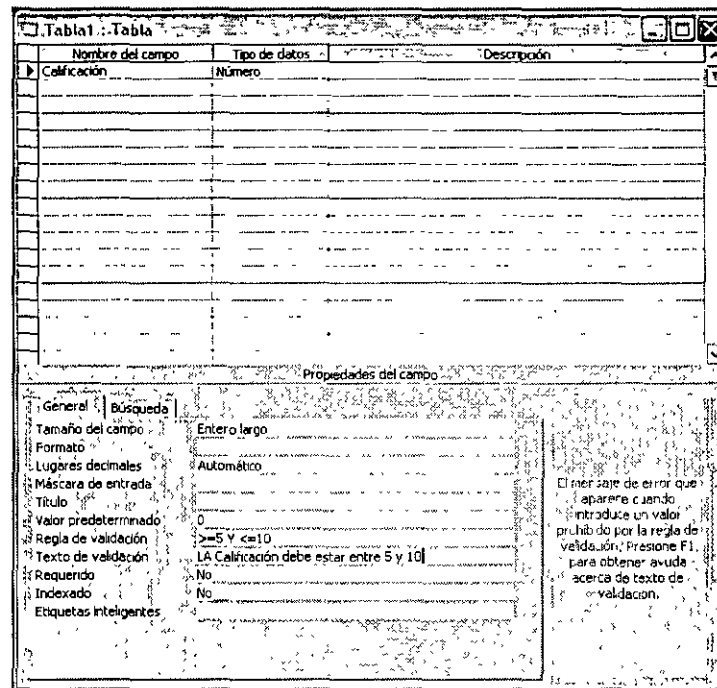 Tabla1 : Tabla
Nombre del campo Tipo de datos Descripción
Calificación Número
Propiedades del campo
General Búsqueda
Tamaño del campo Entero largo
Formato
Lugares decimales Automático
Máscara de entrada
Título
Valor predeterminado 0
Regla de validación >=5 Y <=10
Texto de validación LA Calificación debe estar entre 5 y 10
Requerido No
Indexado No
Etiquetas inteligentes
El mensaje de error que
aparece cuando
introduce un valor
prohibido por la regla de
validación. Presione F1
para obtener ayuda
acerca de texto de
validación.